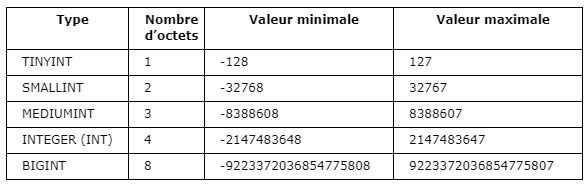 Type Nombre d'octets Valeur minimale Valeur maximale
TINYINT 1 -128 127
SMALLINT 2 -32768 32767
MEDIUMINT 3 -8388608 8388607
INTEGER (INT) 4 -2147483648 2147483647
BIGINT 8 -9223372036854775808 9223372036854775807